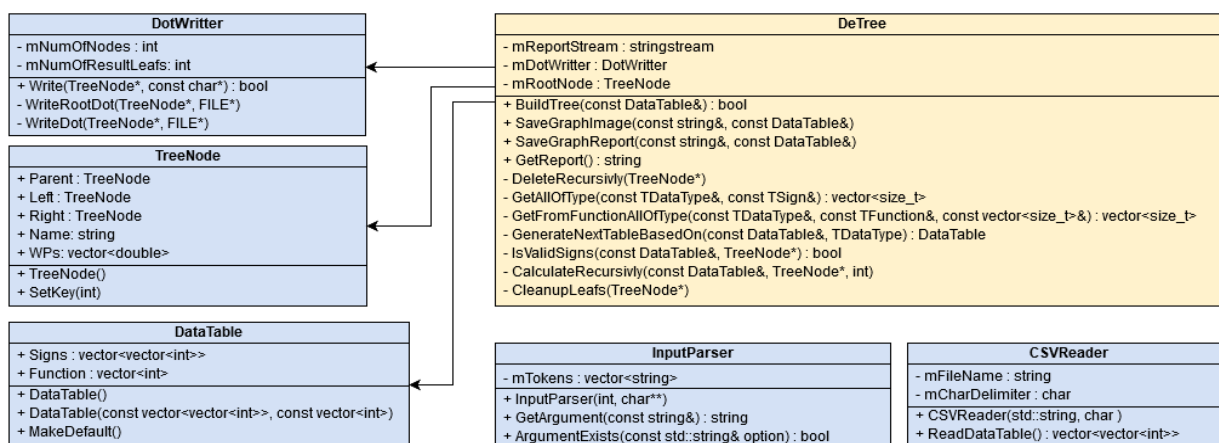 DotWritter
- mNumOfNodes : int
- mNumOfResultLeafs: int
+ Write(TreeNode*, const char*) : bool
- WriteRootDot(TreeNode*, FILE*)
- WriteDot(TreeNode*, FILE*)
TreeNode
+ Parent : TreeNode
+ Left : TreeNode
+ Right : TreeNode
+ Name: string
+ WPs: vector<double>
+ TreeNode()
+ SetKey(int)
DataTable
+ Signs : vector<vector<int>>
+ Function : vector<int>
+ DataTable()
+ DataTable(const vector<vector<int>>, const vector<int>)
+ MakeDefault()
DeTree
- mReportStream : stringstream
- mDotWritter : DotWritter
- mRootNode : TreeNode
+ BuildTree(const DataTable&) : bool
+ SaveGraphImage(const string&, const DataTable&)
+ SaveGraphReport(const string&, const DataTable&)
+ GetReport() : string
- DeleteRecursivly(TreeNode*)
- GetAllOfType(const TDataType&, const TSign&) : vector<size_t>
- GetFromFunctionAllOfType(const TDataType&, const TFunction&, const vector<size_t>&) : vector<size_t>
- GenerateNextTableBasedOn(const DataTable&, TDataType) : DataTable
- IsValidSigns(const DataTable&, TreeNode*) : bool
- CalculateRecursivly(const DataTable&, TreeNode*, int)
- CleanupLeafs(TreeNode*)
InputParser
- mTokens : vector<string>
+ InputParser(int, char**)
+ GetArgument(const string&) : string
+ ArgumentExists(const std::string& option) : bool
CSVReader
- mFileName : string
- mCharDelimiter : char
+ CSVReader(std::string, char )
+ ReadDataTable() : vector<vector<int>>